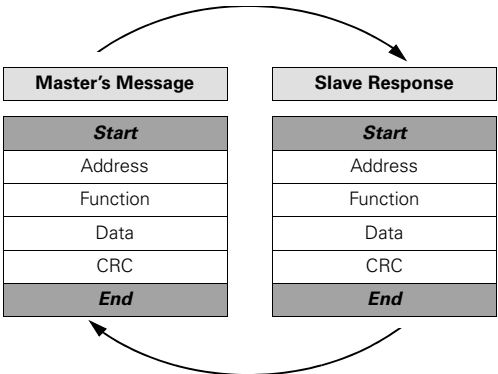 Master's Message
Start
Address
Function
Data
CRC
End
Slave Response
Start
Address
Function
Data
CRC
End